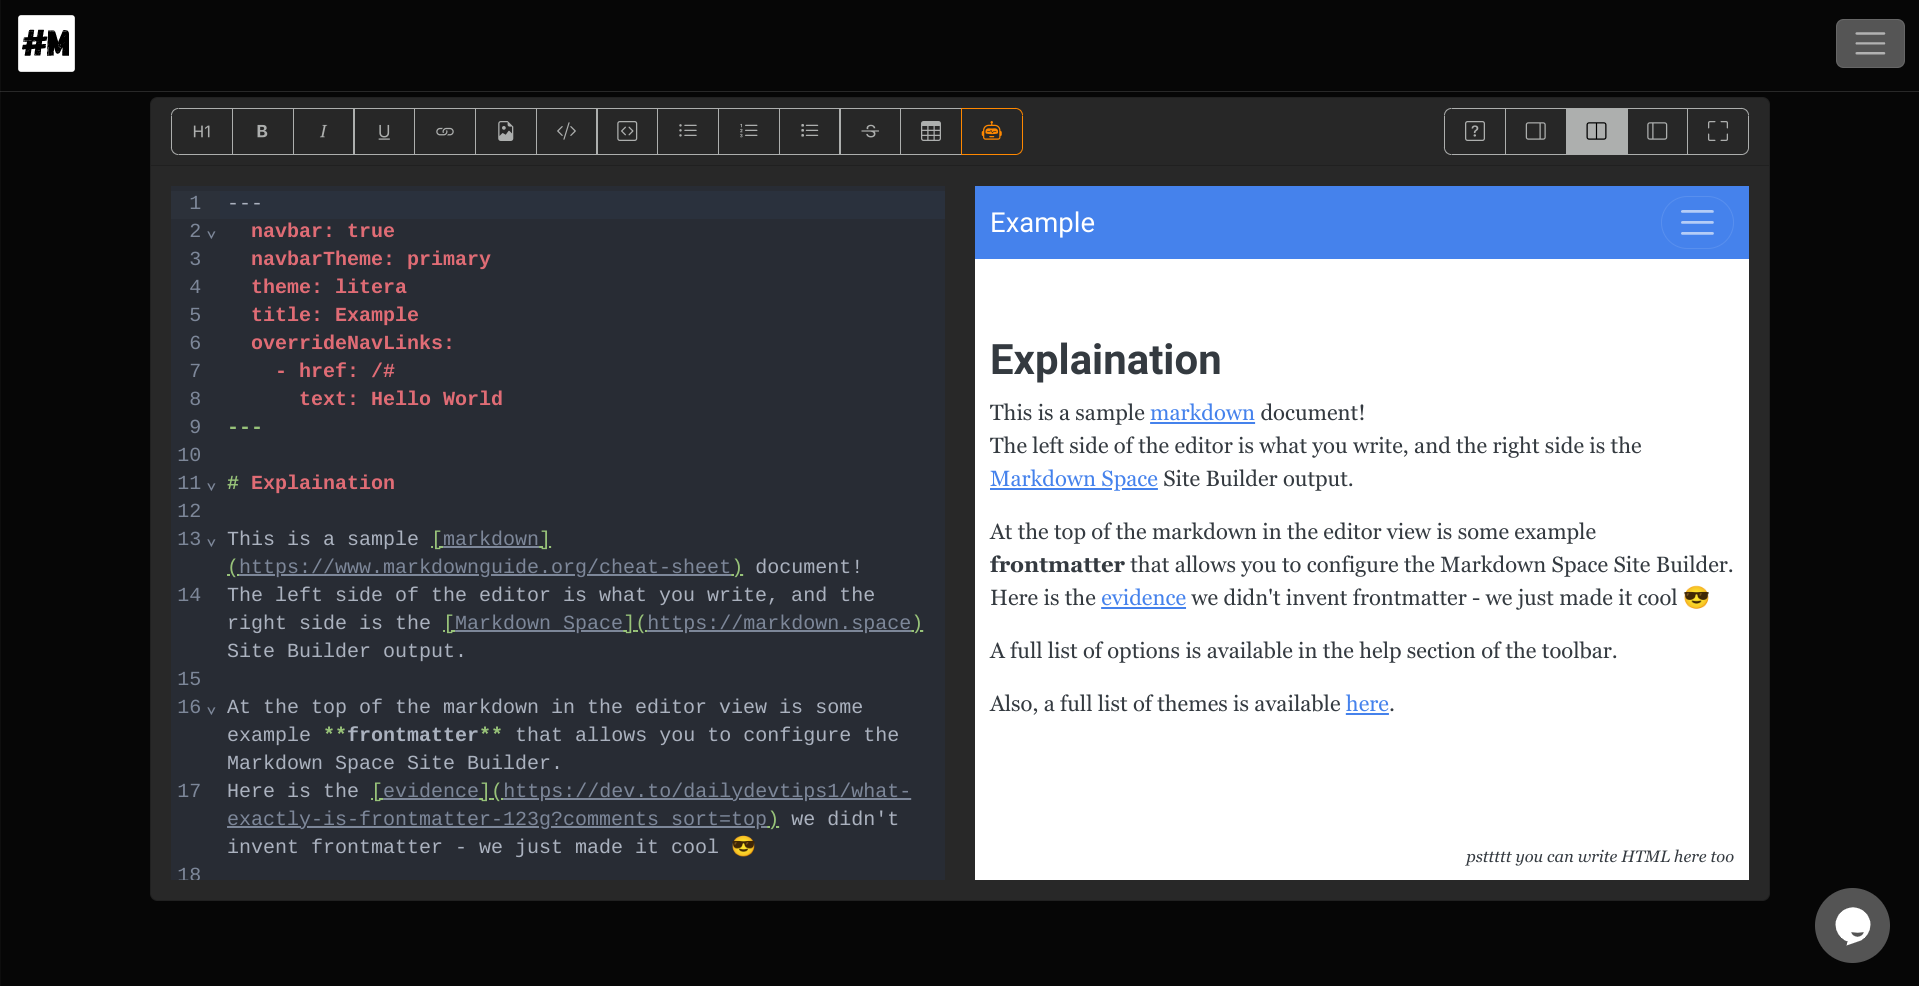 #M
H1 B I U
1 ---
2 navbar: true
3 navbarTheme: primary
4 theme: litera
5 title: Example
6 overrideNavLinks:
7 - href: /#
8 text: Hello World
9 ---
10
11 # Explaination
12
13 This is a sample [markdown]
(https://www.markdownguide.org/cheat-sheet) document!
14 The left side of the editor is what you write, and the
right side is the [Markdown Space](https://markdown.space)
Site Builder output.
15
16 At the top of the markdown in the editor view is some
example **frontmatter** that allows you to configure the
Markdown Space Site Builder.
17 Here is the [evidence](https://dev.to/dailydevtips1/what-
exactly-is-frontmatter-123g?comments_sort=top) we didn't
invent frontmatter - we just made it cool 😎
18
Example
Explaination
This is a sample markdown document!
The left side of the editor is what you write, and the right side is the
Markdown Space Site Builder output.
At the top of the markdown in the editor view is some example
frontmatter that allows you to configure the Markdown Space Site Builder.
Here is the evidence we didn't invent frontmatter - we just made it cool 😎
A full list of options is available in the help section of the toolbar.
Also, a full list of themes is available here.
psttttt you can write HTML here too